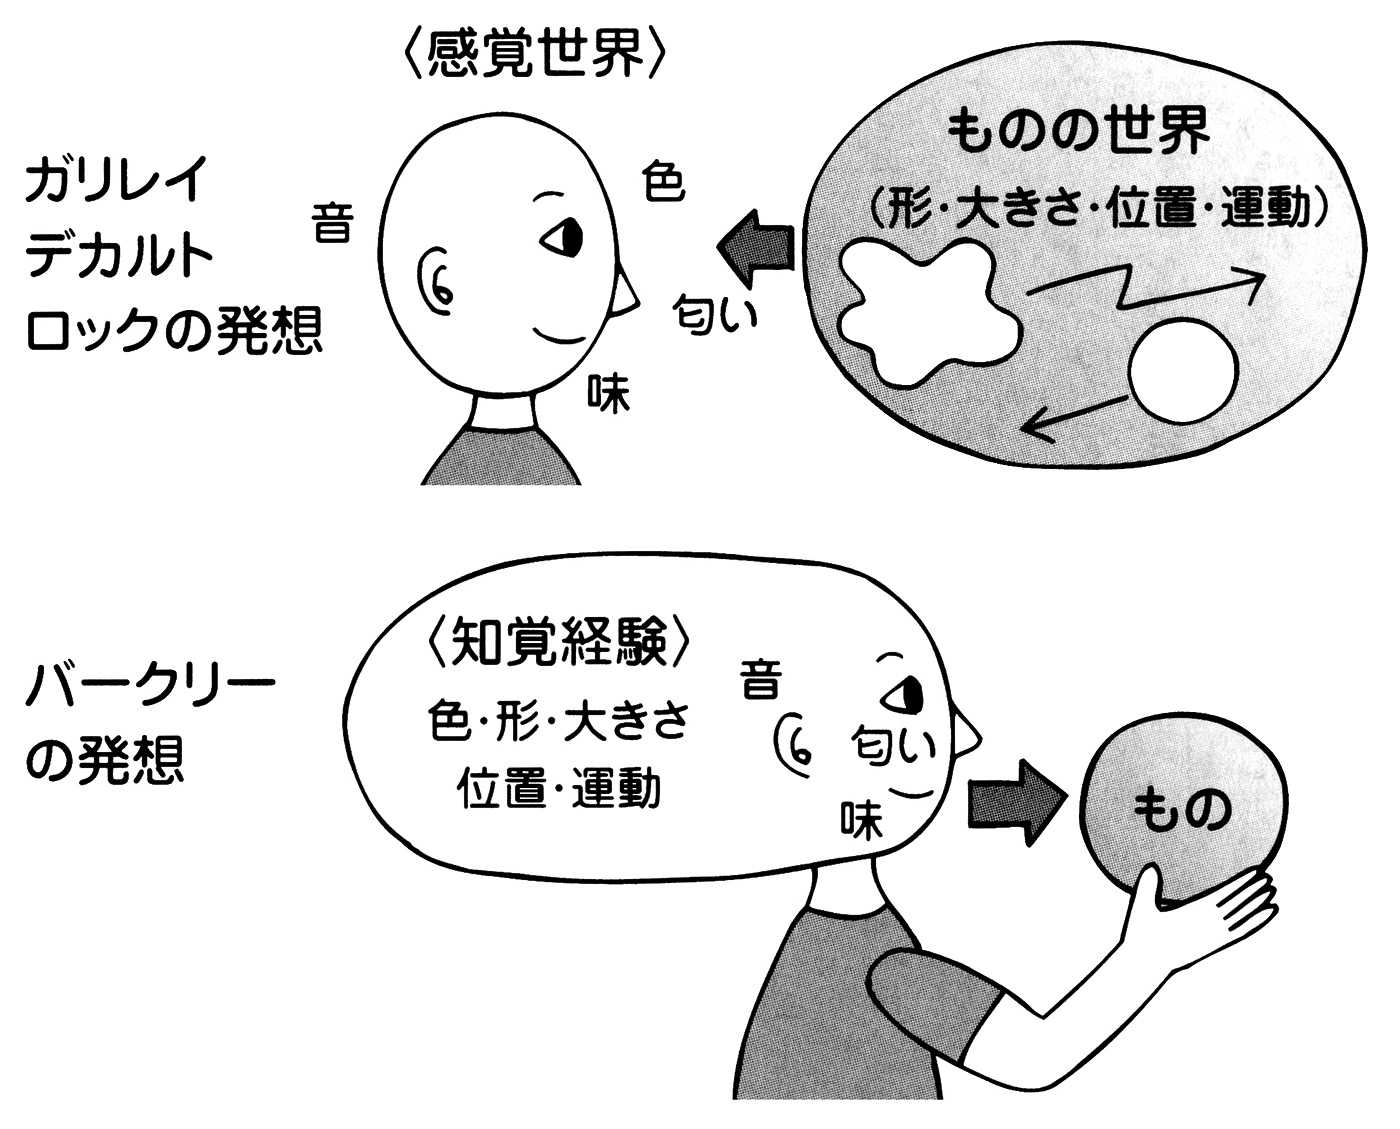 〈感覚世界〉
ものの世界
(形・大きさ・位置・運動)
ガリレイ
デカルト
ロックの発想
音
色
匂い
味
バークリー
の発想
〈知覚経験〉
色・形・大きさ
位置・運動
音
匂い
味
もの